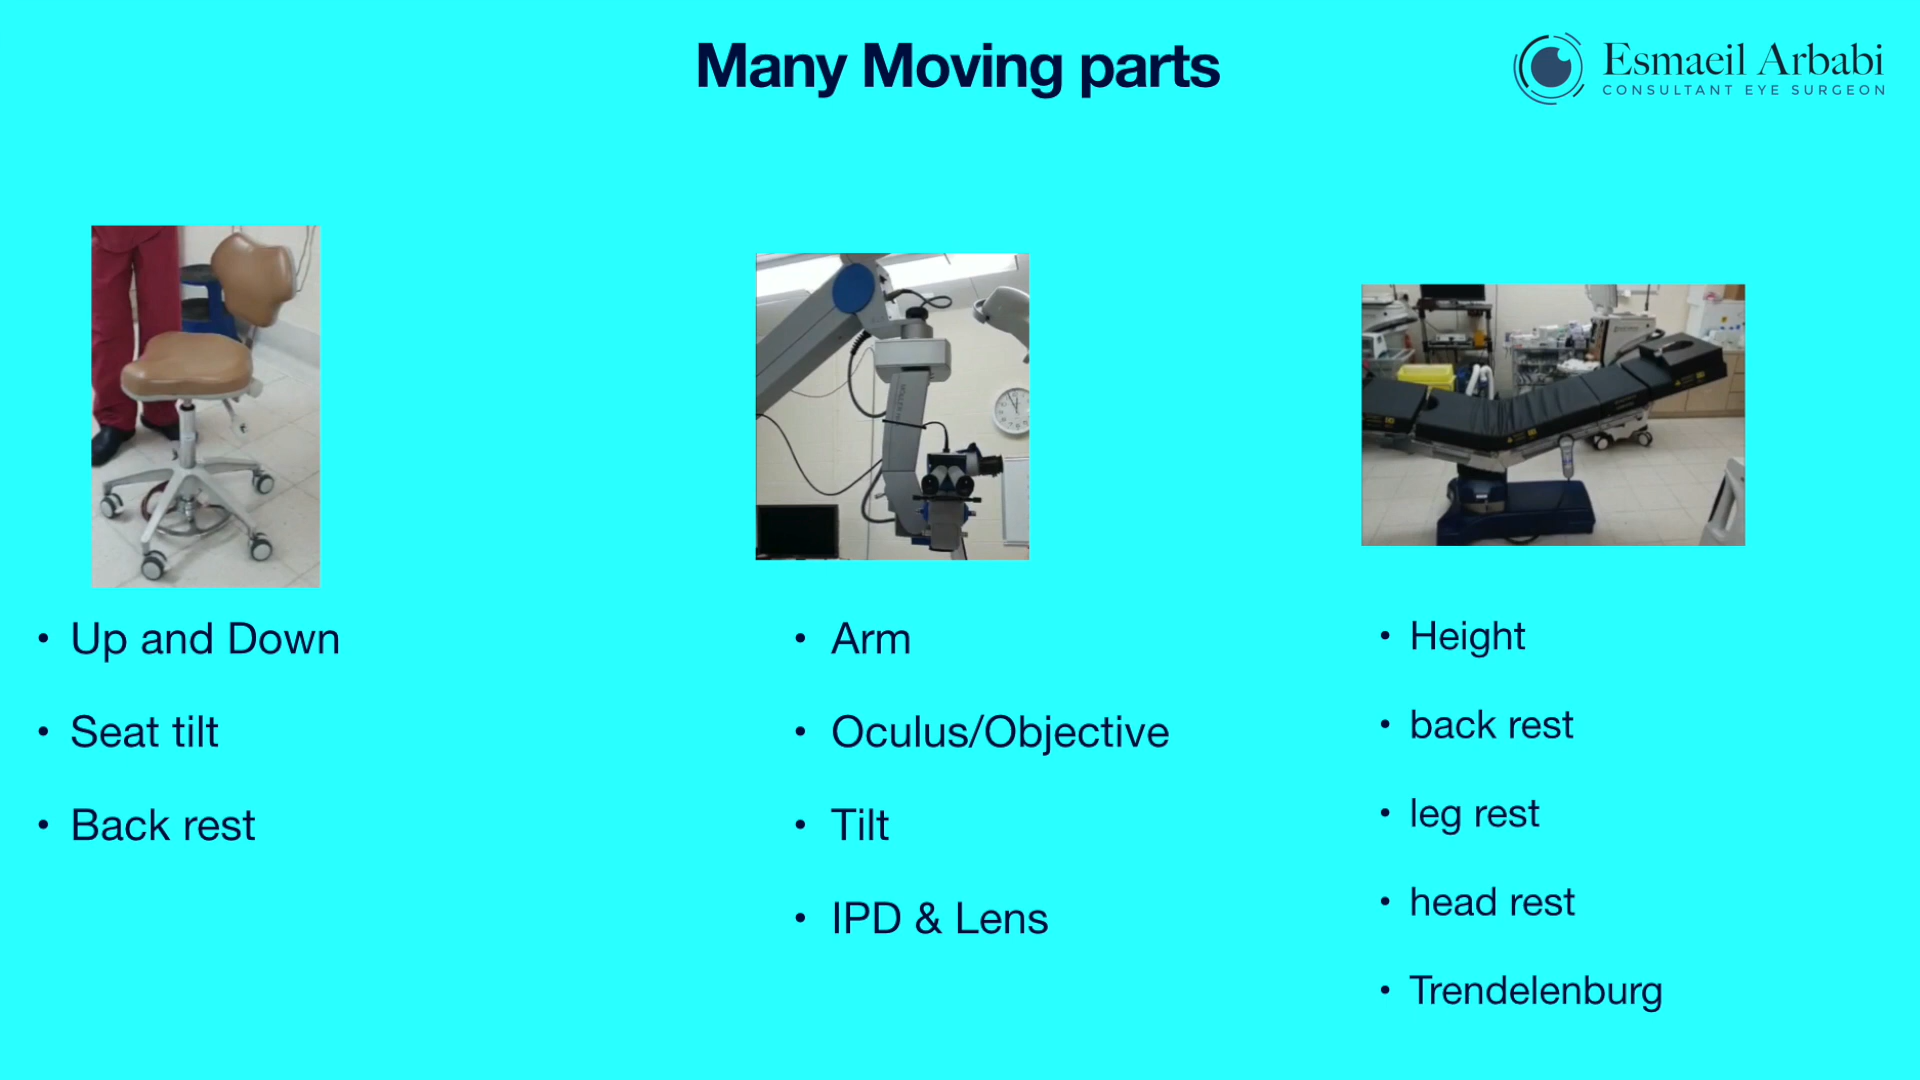 Many Moving parts
Esmaeil Arbabi
CONSULTANT EYE SURGEON
• Up and Down
• Seat tilt
• Back rest
• Arm
• Oculus/Objective
• Tilt
• IPD & Lens
• Height
• back rest
• leg rest
• head rest
• Trendelenburg